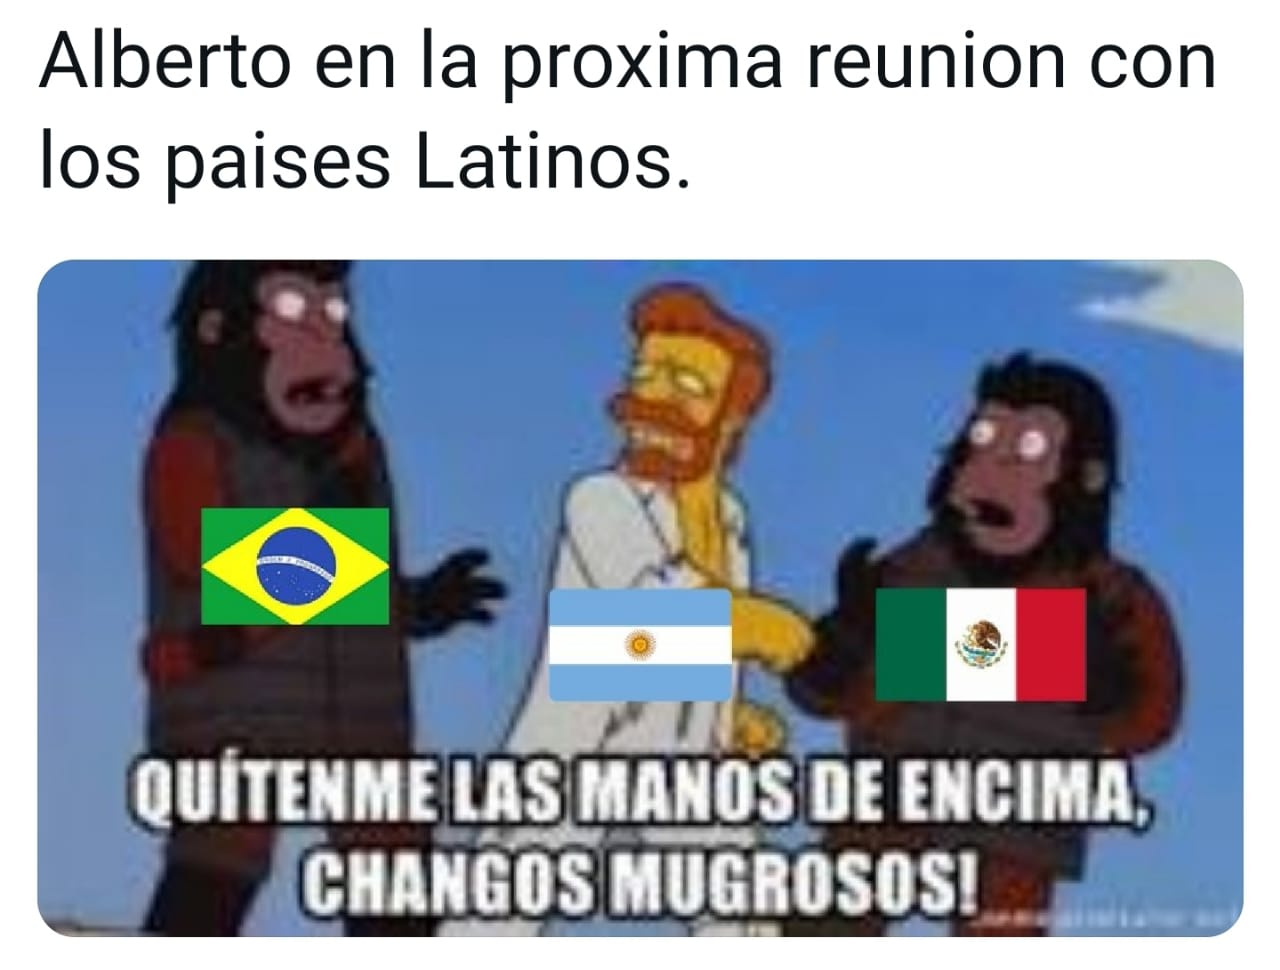 Alberto en la proxima reunion con
los paises Latinos.
QUÍTENME LAS MANOS DE ENCIMA,
CHANGOS MUGROSOS!